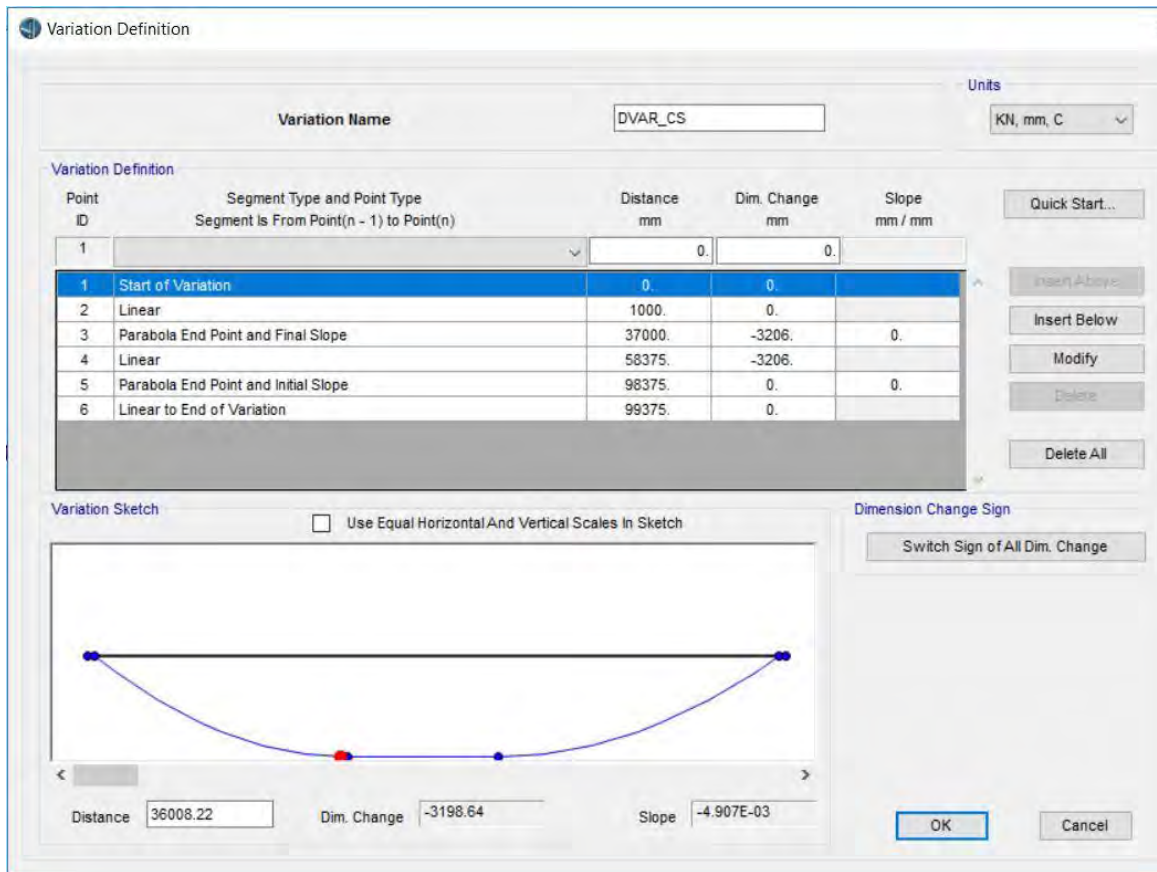 Variation Definition
Units
Variation Name DVAR_CS KN, mm, C
Variation Definition
Point Segment Type and Point Type Distance Dim. Change Slope
ID Segment Is From Point(n - 1) to Point(n) mm mm mm / mm
Quick Start...
1 0. 0.
1 Start of Variation 0. 0.
Insert Above
2 Linear 1000. 0.
Insert Below
3 Parabola End Point and Final Slope 37000. -3206. 0.
4 Linear 58375. -3206.
Modify
5 Parabola End Point and Initial Slope 98375. 0. 0.
Delete
6 Linear to End of Variation 99375. 0.
Delete All
Variation Sketch
Use Equal Horizontal And Vertical Scales In Sketch
Dimension Change Sign
Switch Sign of All Dim. Change
Distance 36008.22 Dim. Change -3198.64 Slope -4.907E-03
OK Cancel